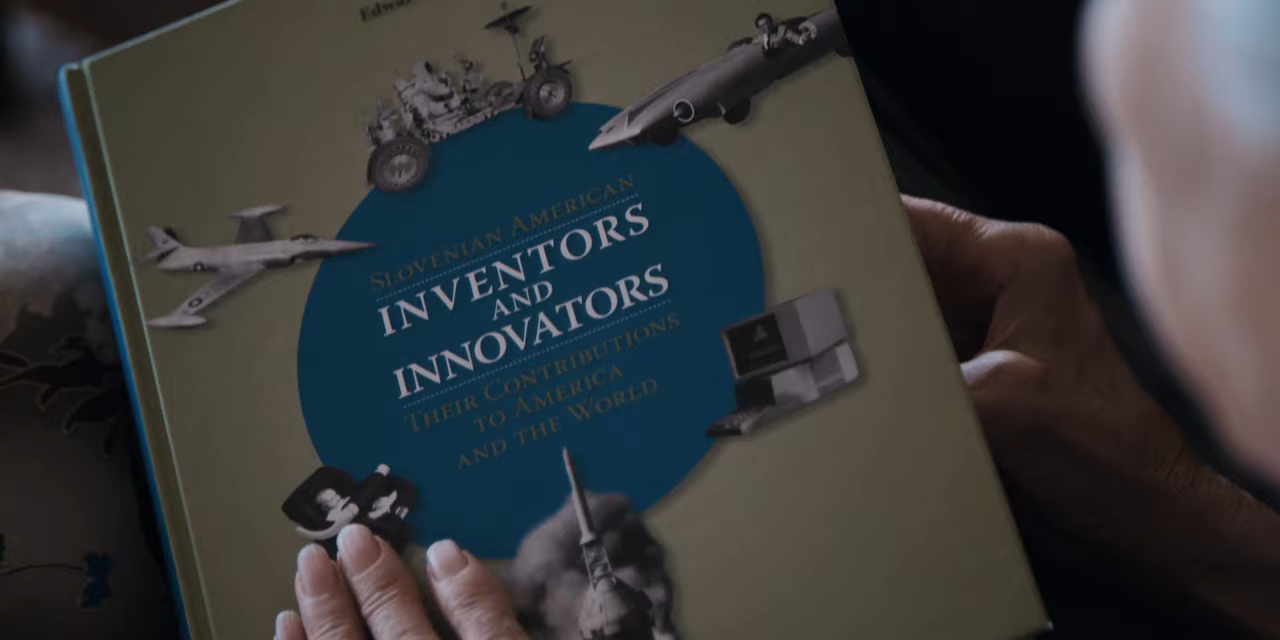 SLOVENIAN AMERICAN
INVENTORS
AND
INNOVATORS
THEIR CONTRIBUTIONS
TO AMERICA
AND THE WORLD